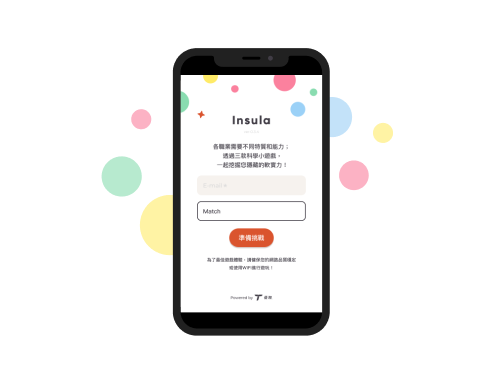 Insula
各職業需要不同特質和能力；
透過三款科學小遊戲，
一起挖掘您隱藏的軟實力！
Match
準備挑戰
為了最佳遊戲體驗，請確保您的網路品質穩定
或使用WIFI進行遊玩！
Powered by